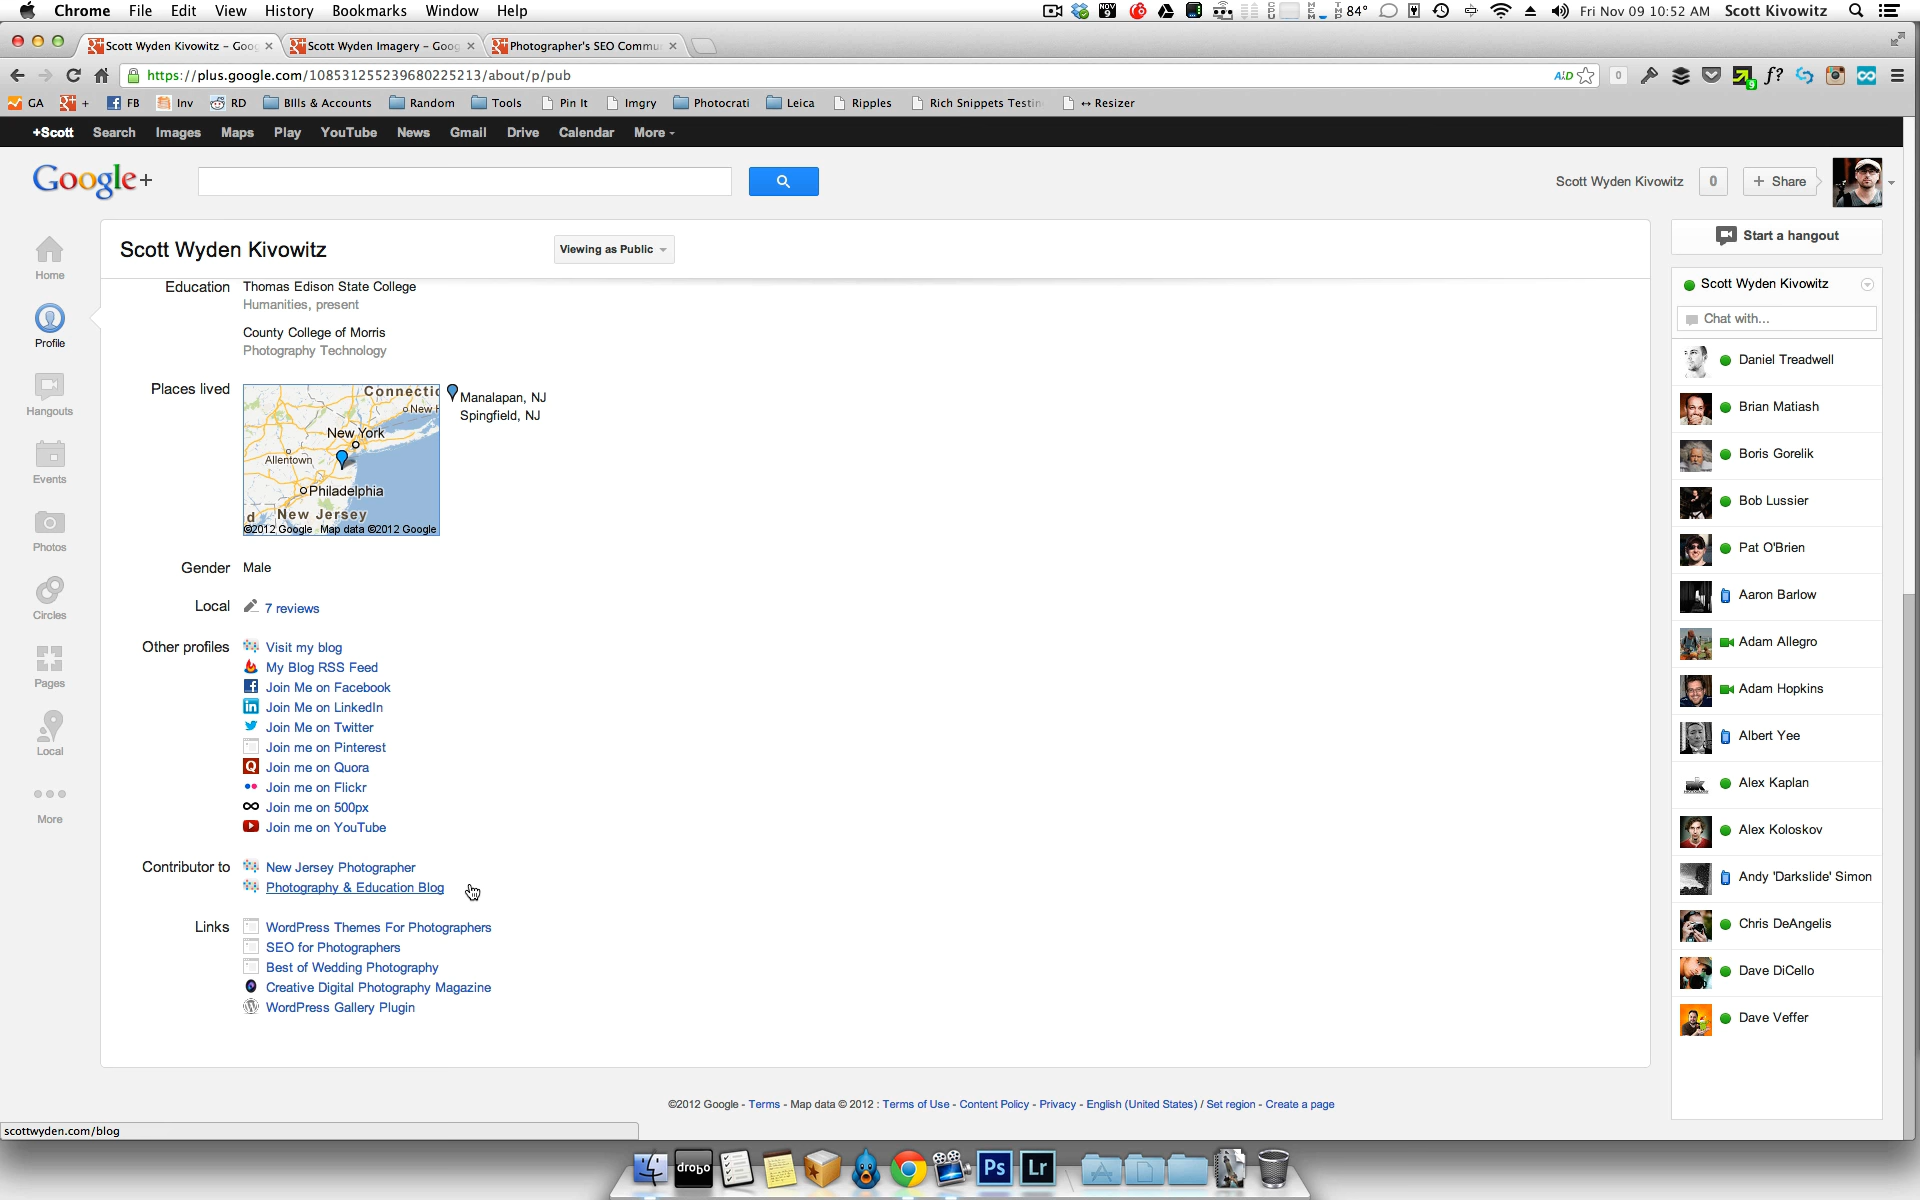 Chrome File Edit View History Bookmarks Window Help
NOV 9 84° Fri Nov 09 10:52 AM Scott Kivowitz
Scott Wyden Kivowitz – Goog Scott Wyden Imagery – Goog Photographer's SEO Commu
https://plus.google.com/108531255239680225213/about/p/pub
GA + FB Inv RD BIlls & Accounts Random Tools Pin It Imgry Photocrati Leica Ripples Rich Snippets Testin ↔ Resizer
+Scott Search Images Maps Play YouTube News Gmail Drive Calendar More
Google+
Scott Wyden Kivowitz 0 + Share
Scott Wyden Kivowitz
Viewing as Public
Home
Profile
Hangouts
Events
Photos
Circles
Pages
Local
More
Education Thomas Edison State College
Humanities, present
County College of Morris
Photography Technology
Places lived
Connectic
New H
New York
Allentown
Philadelphia
d New Jersey
©2012 Google Map data ©2012 Google
Manalapan, NJ
Spingfield, NJ
Gender Male
Local 7 reviews
Other profiles Visit my blog
My Blog RSS Feed
Join Me on Facebook
Join Me on LinkedIn
Join Me on Twitter
Join me on Pinterest
Join me on Quora
Join me on Flickr
Join me on 500px
Join me on YouTube
Contributor to New Jersey Photographer
Photography & Education Blog
Links WordPress Themes For Photographers
SEO for Photographers
Best of Wedding Photography
Creative Digital Photography Magazine
WordPress Gallery Plugin
Start a hangout
Scott Wyden Kivowitz
Chat with...
Daniel Treadwell
Brian Matiash
Boris Gorelik
Bob Lussier
Pat O'Brien
Aaron Barlow
Adam Allegro
Adam Hopkins
Albert Yee
Alex Kaplan
Alex Koloskov
Andy 'Darkslide' Simon
Chris DeAngelis
Dave DiCello
Dave Veffer
©2012 Google - Terms - Map data © 2012 : Terms of Use - Content Policy - Privacy - English (United States) / Set region - Create a page
scottwyden.com/blog
drobo Ps Lr